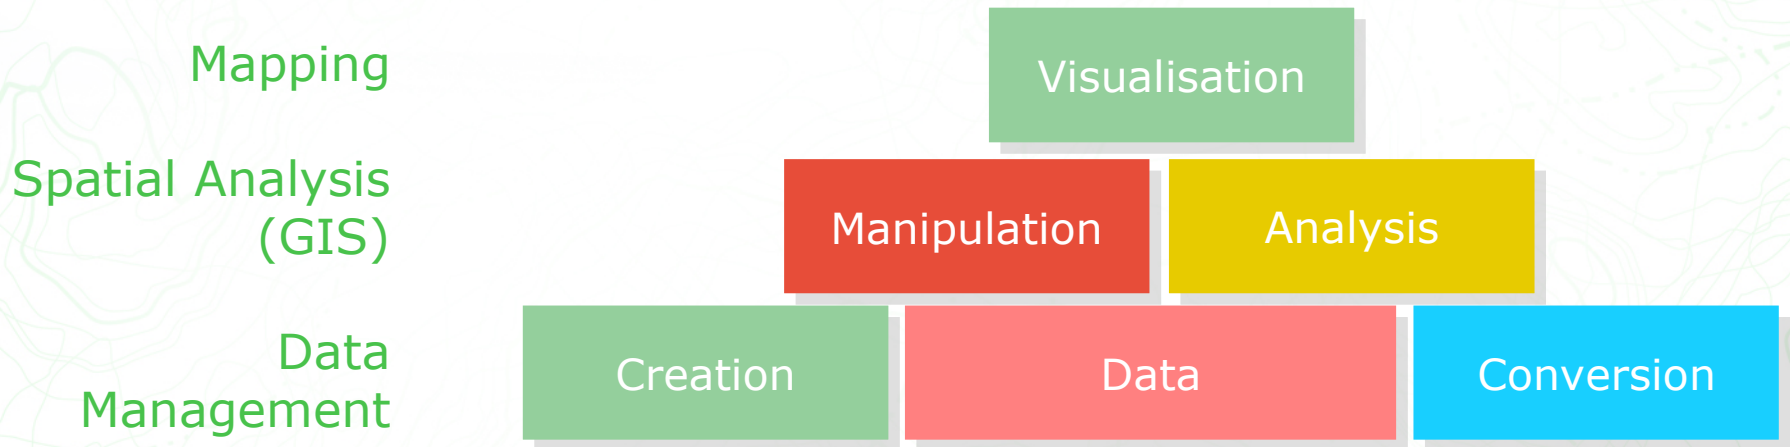 Mapping
Visualisation
Spatial Analysis
(GIS)
Manipulation
Analysis
Data
Management
Creation
Data
Conversion